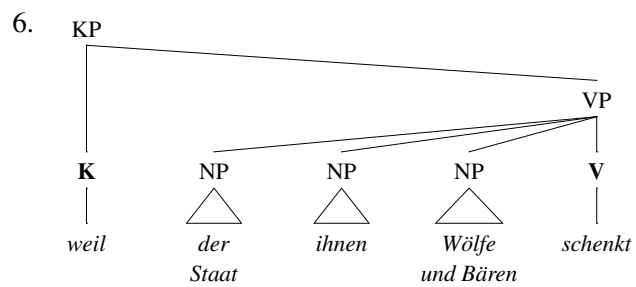 6.
KP
VP
K NP NP NP V
weil der ihnen Wölfe schenkt
Staat und Bären